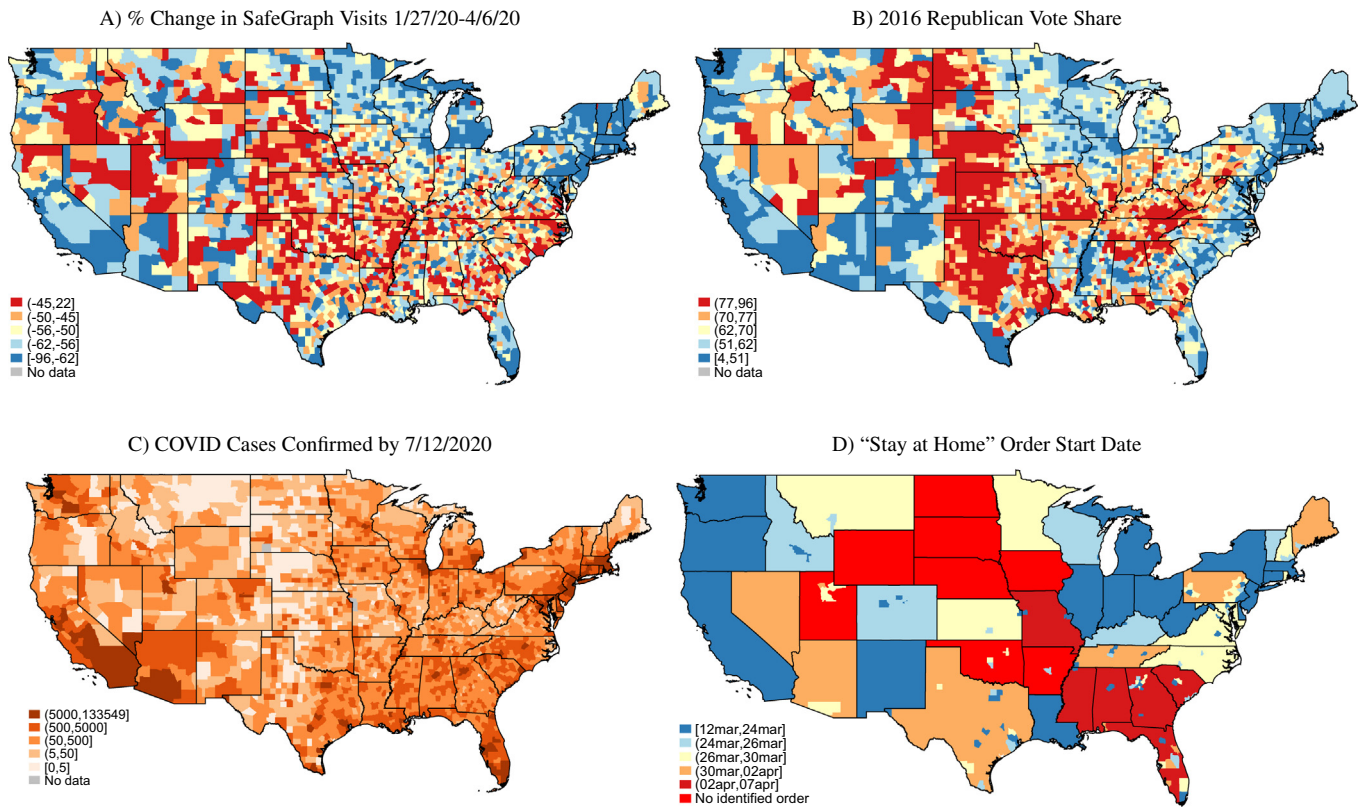 A) % Change in SafeGraph Visits 1/27/20-4/6/20
(-45,22]
(-50,-45]
(-56,-50]
(-62,-56]
[-96,-62]
No data
B) 2016 Republican Vote Share
(77,96]
(70,77]
(62,70]
(51,62]
[4,51]
No data
C) COVID Cases Confirmed by 7/12/2020
(5000,133549]
(500,5000]
(50,500]
(5,50]
[0,5]
No data
D) “Stay at Home” Order Start Date
[12mar,24mar]
(24mar,26mar]
(26mar,30mar]
(30mar,02apr]
(02apr,07apr]
No identified order